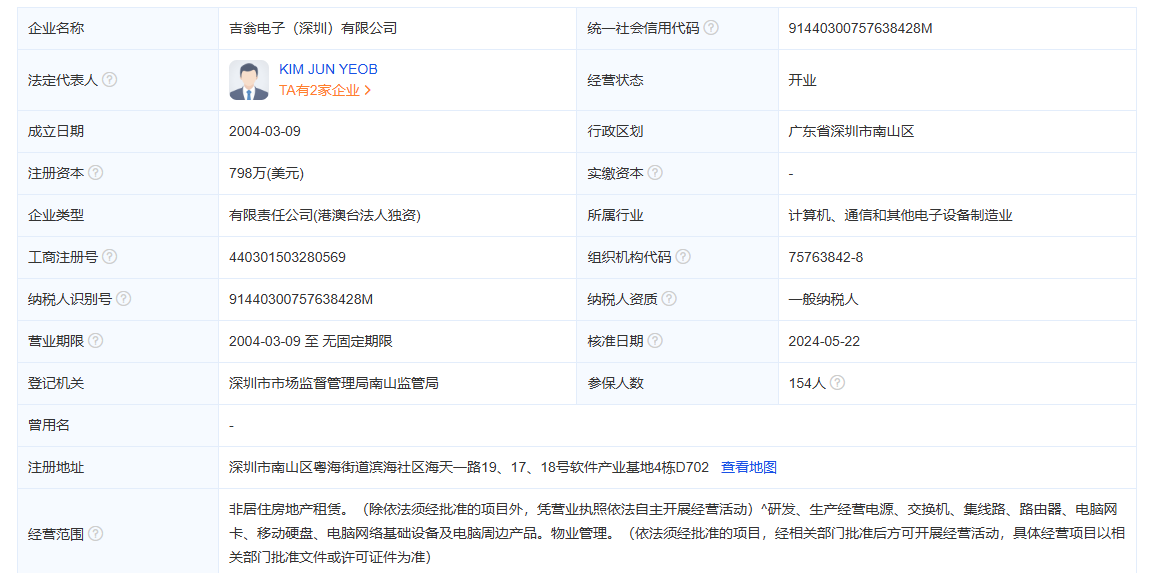 企业名称 吉翁电子（深圳）有限公司 统一社会信用代码 91440300757638428M
法定代表人 KIM JUN YEOB
TA有2家企业 经营状态 开业
成立日期 2004-03-09 行政区划 广东省深圳市南山区
注册资本 798万(美元) 实缴资本 -
企业类型 有限责任公司(港澳台法人独资) 所属行业 计算机、通信和其他电子设备制造业
工商注册号 440301503280569 组织机构代码 75763842-8
纳税人识别号 91440300757638428M 纳税人资质 一般纳税人
营业期限 2004-03-09 至 无固定期限 核准日期 2024-05-22
登记机关 深圳市市场监督管理局南山监管局 参保人数 154人
曾用名 -
注册地址 深圳市南山区粤海街道滨海社区海天一路19、17、18号软件产业基地4栋D702 查看地图
经营范围 非居住房地产租赁。（除依法须经批准的项目外，凭营业执照依法自主开展经营活动）^研发、生产经营电源、交换机、集线路、路由器、电脑网
卡、移动硬盘、电脑网络基础设备及电脑周边产品。物业管理。（依法须经批准的项目，经相关部门批准后方可开展经营活动，具体经营项目以相
关部门批准文件或许可证件为准）